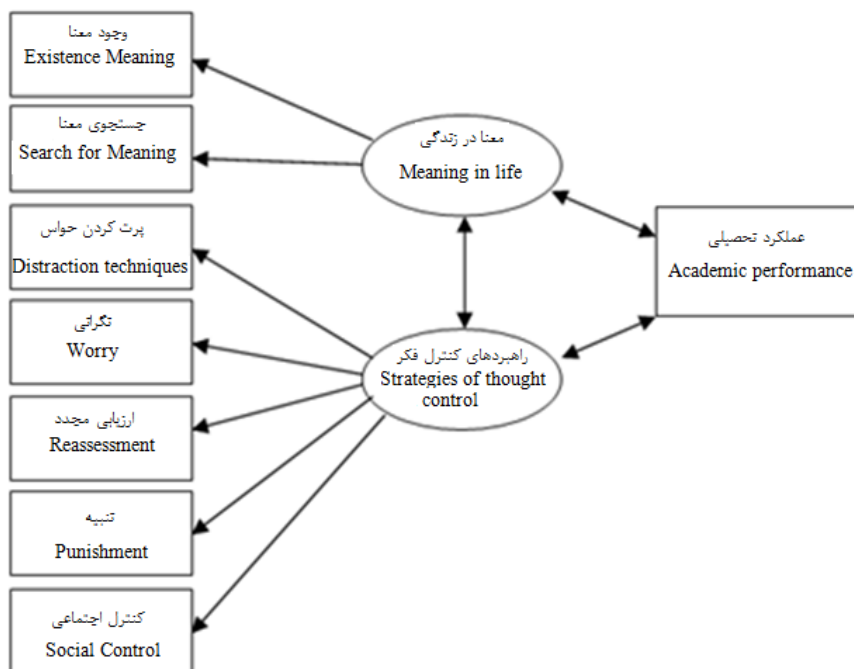 وجود معنا
Existence Meaning
جستجوی معنا
Search for Meaning
پرت کردن حواس
Distraction techniques
نگرانی
Worry
ارزیابی مجدد
Reassessment
تنبیه
Punishment
کنترل اجتماعی
Social Control
معنا در زندگی
Meaning in life
راهبردهای کنترل فکر
Strategies of thought
control
عملکرد تحصیلی
Academic performance